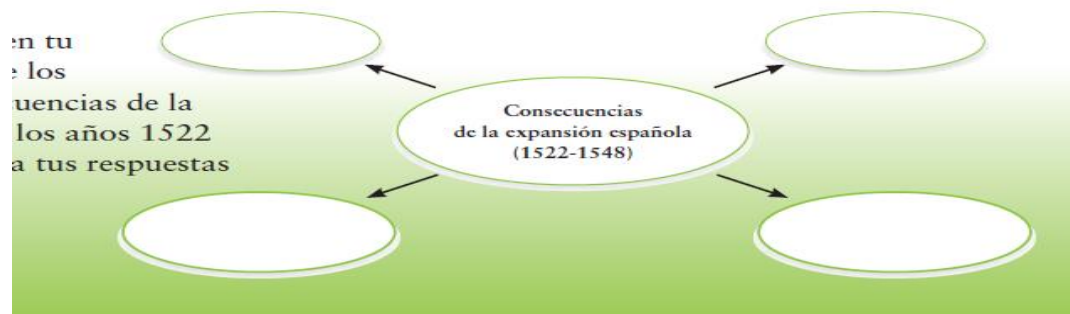 en tu
e los
cuencias de la
los años 1522
a tus respuestas
Consecuencias
de la expansión española
(1522-1548)